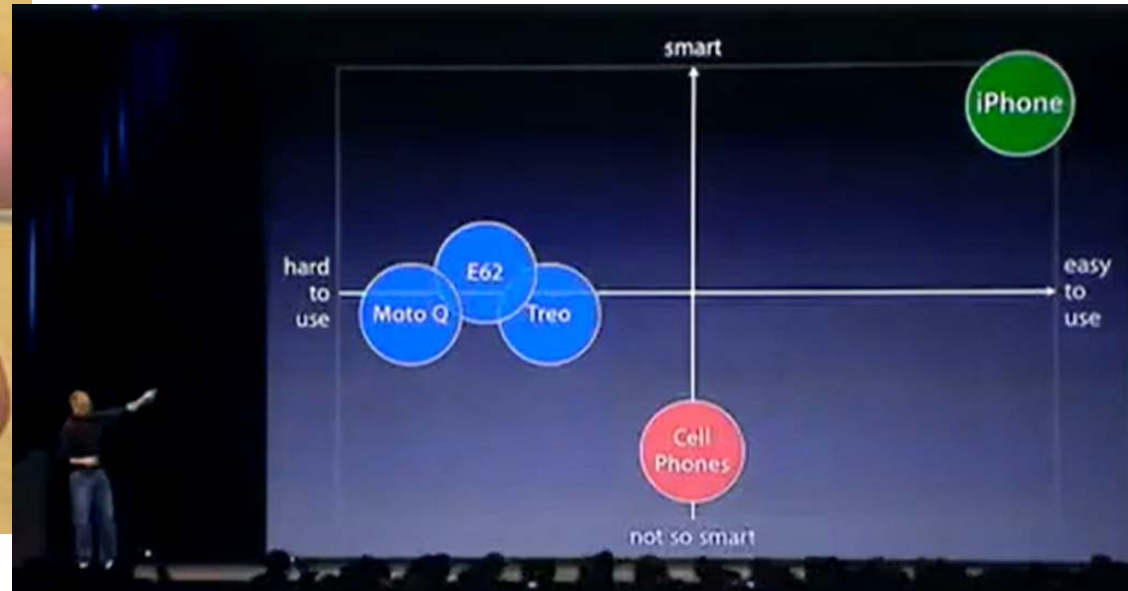 smart
iPhone
hard
to
use
E62
Moto Q
Treo
easy
to
use
Cell
Phones
not so smart